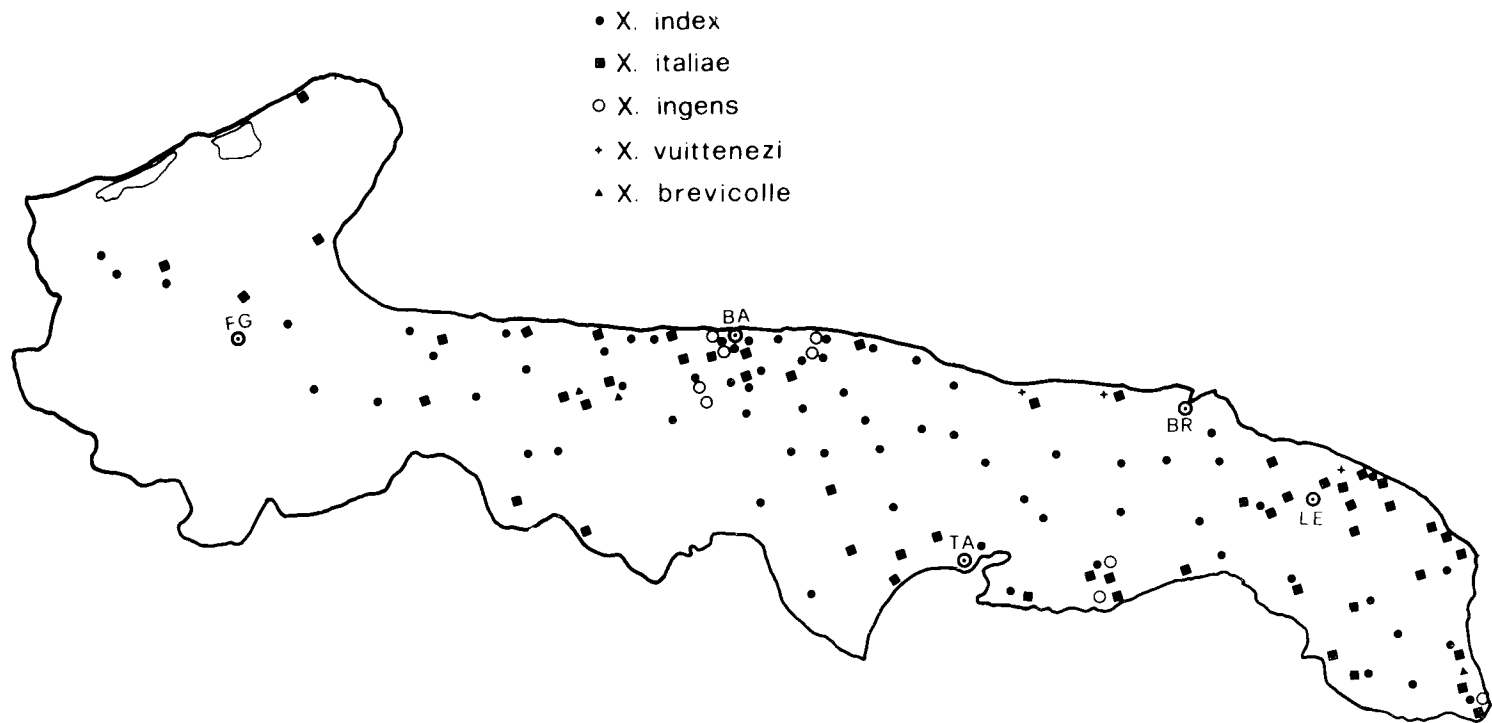 X. index
X. italiae
X. ingens
X. vuittenezi
X. brevicolle
BA
FG
BR
LE
TA